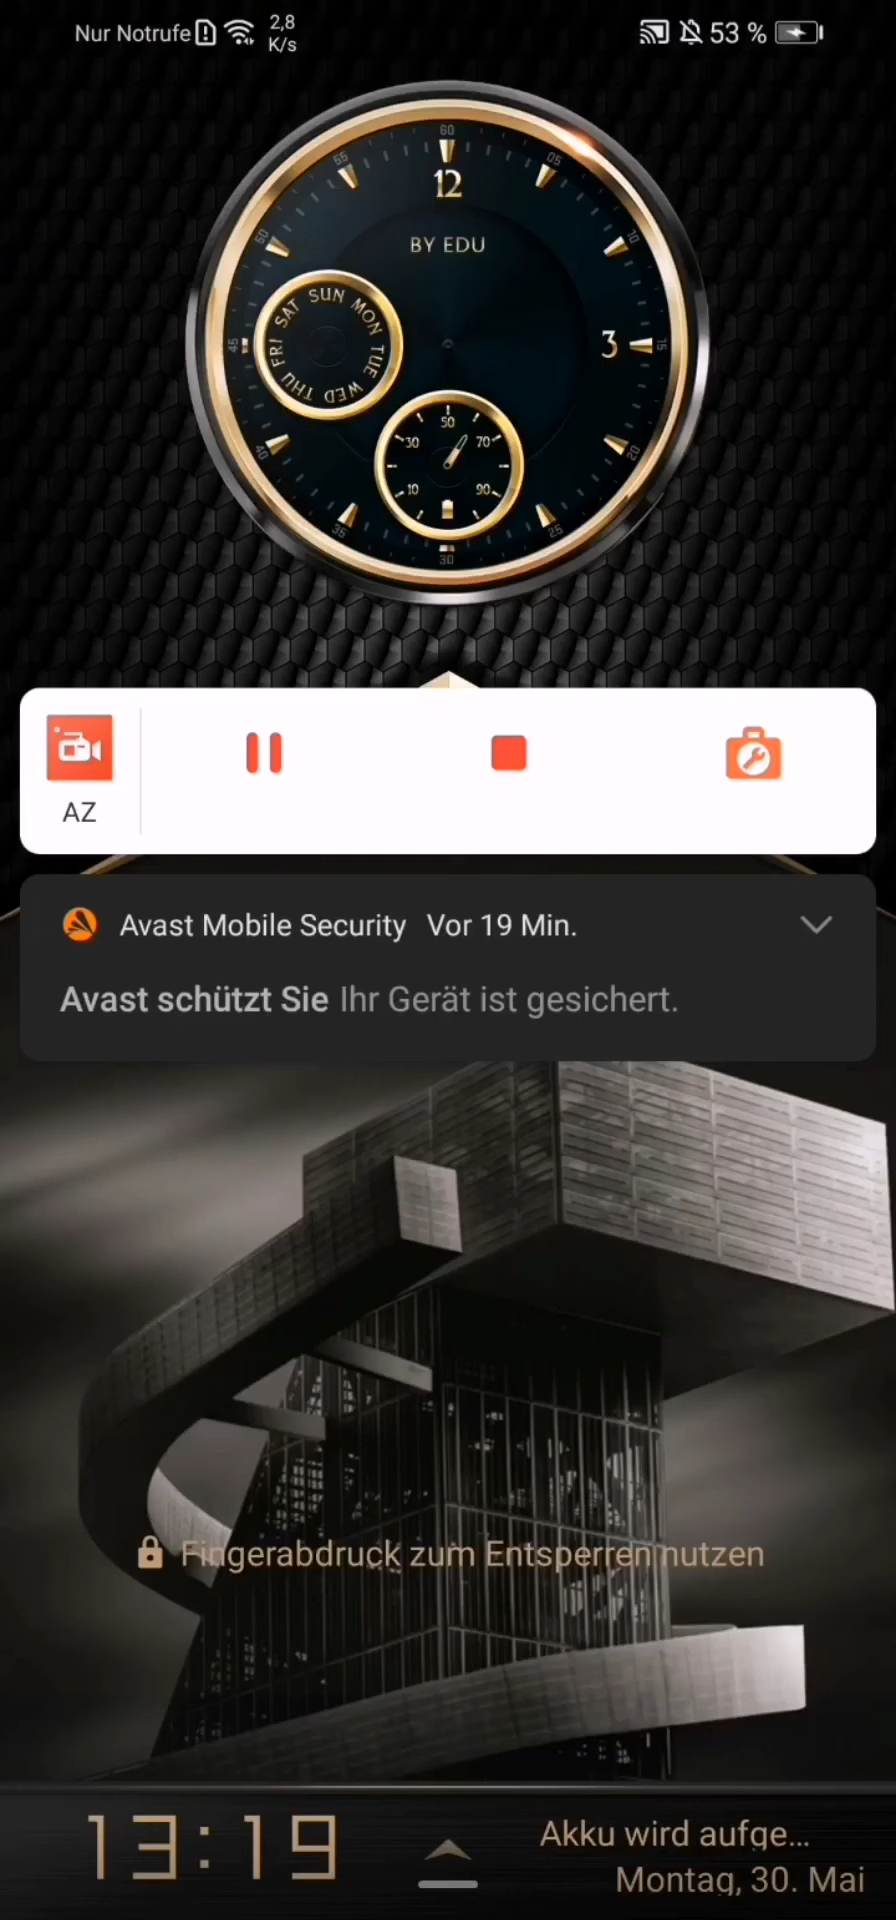 Nur Notrufe 2,8 K/s 53 %
60
55 05
12
50 10
BY EDU
SUN MON TUE WED THU FRI SAT
45 3 15
50
30 70
40 20
10 90
35 25
30
AZ
Avast Mobile Security Vor 19 Min.
Avast schützt Sie Ihr Gerät ist gesichert.
Fingerabdruck zum Entsperren nutzen
13:19
Akku wird aufge...
Montag, 30. Mai